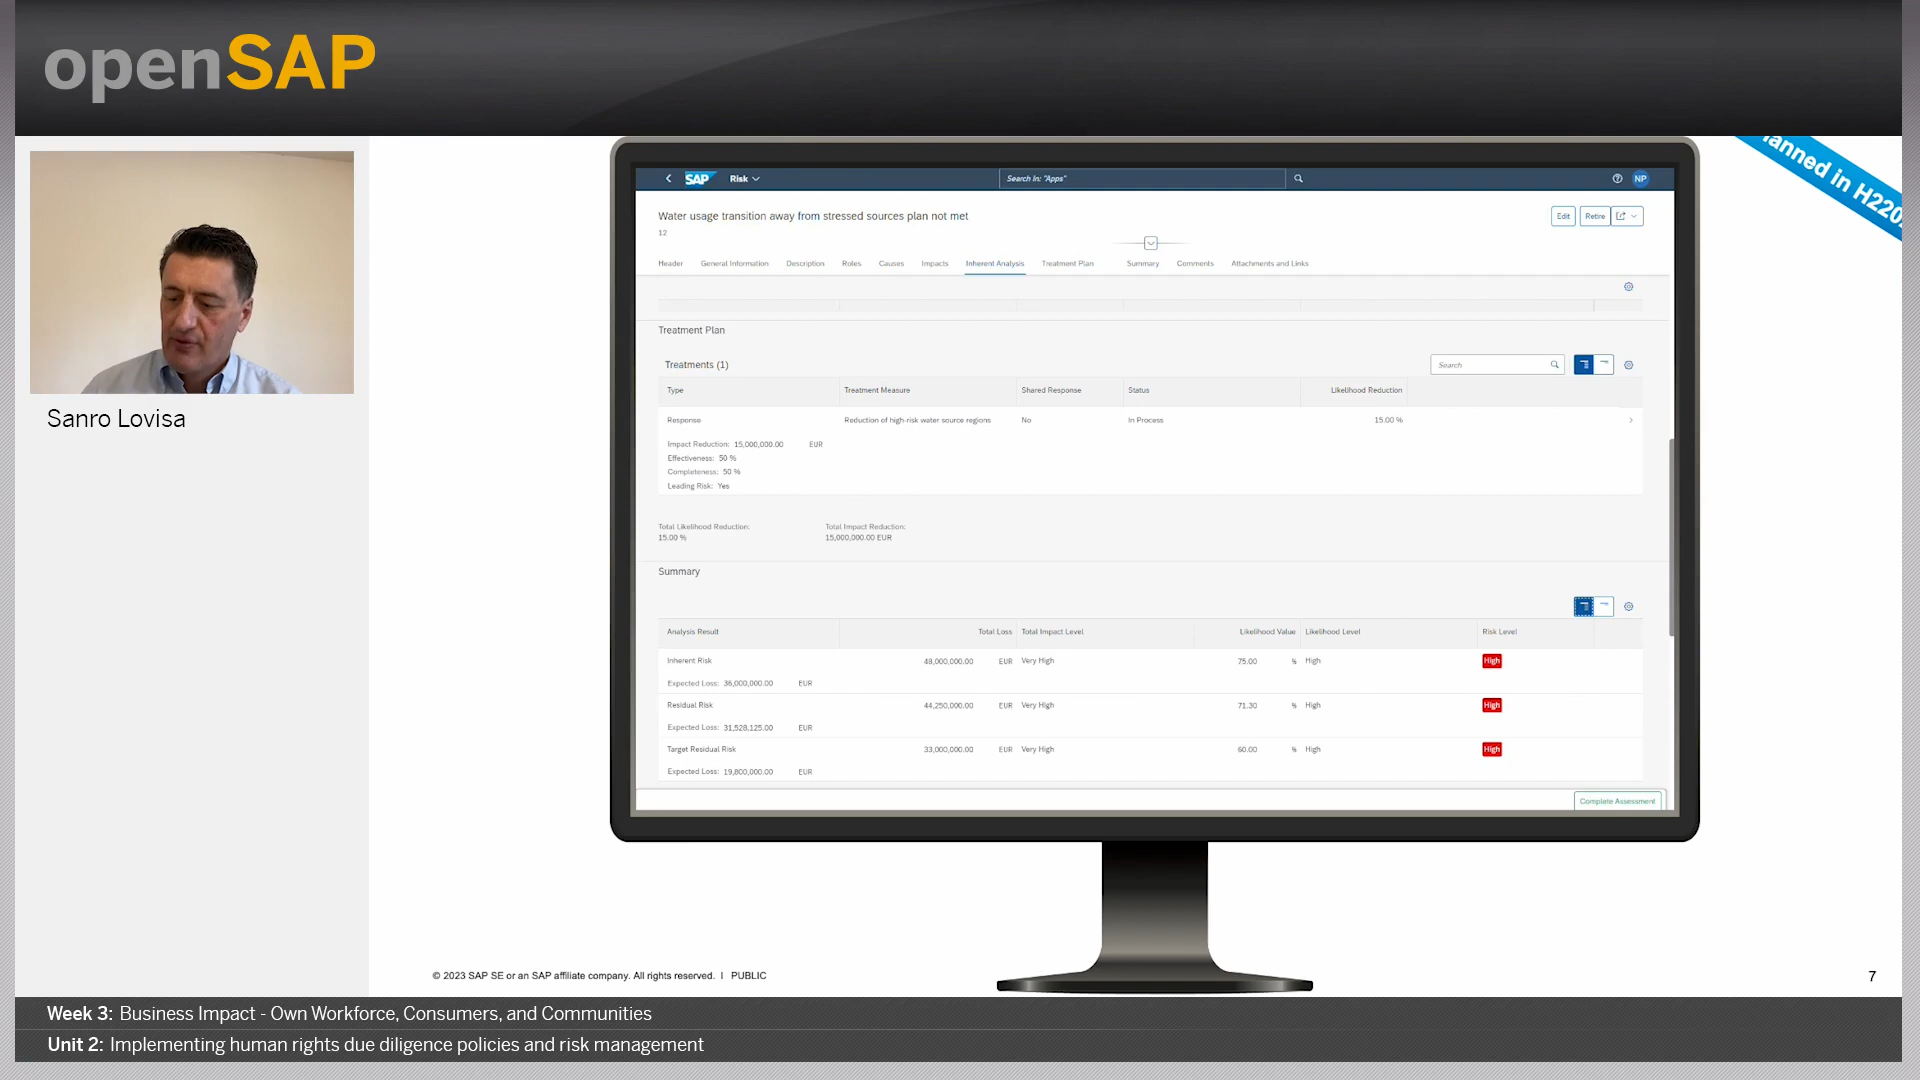 openSAP
Sanro Lovisa
SAP Risk Search In: "Apps" NP
Planned in H220
Water usage transition away from stressed sources plan not met
Edit Retire
12
Header General Information Description Roles Causes Impacts Inherent Analysis Treatment Plan Summary Comments Attachments and Links
Treatment Plan
Treatments (1) Search
Type Treatment Measure Shared Response Status Likelihood Reduction
Response Reduction of high-risk water source regions No In Process 15.00 %
Impact Reduction: 15,000,000.00 EUR
Effectiveness: 50 %
Completeness: 50 %
Leading Risk: Yes
Total Likelihood Reduction: Total Impact Reduction:
15.00 % 15,000,000.00 EUR
Summary
Analysis Result Total Loss Total Impact Level Likelihood Value Likelihood Level Risk Level
Inherent Risk 48,000,000.00 EUR Very High 75.00 % High High
Expected Loss: 36,000,000.00 EUR
Residual Risk 44,250,000.00 EUR Very High 71.30 % High High
Expected Loss: 31,528,125.00 EUR
Target Residual Risk 33,000,000.00 EUR Very High 60.00 % High High
Expected Loss: 19,800,000.00 EUR
Complete Assessment
© 2023 SAP SE or an SAP affiliate company. All rights reserved. I PUBLIC
7
Week 3: Business Impact - Own Workforce, Consumers, and Communities
Unit 2: Implementing human rights due diligence policies and risk management